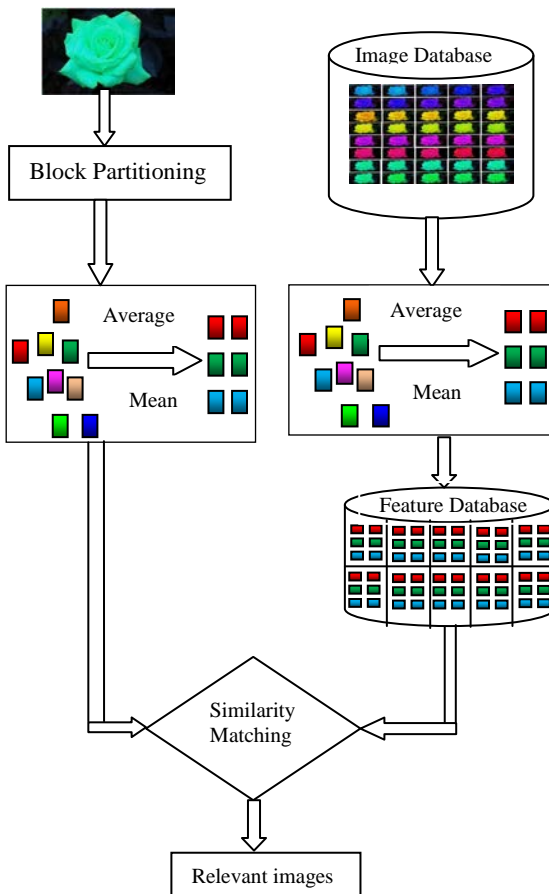 Image Database
Block Partitioning
Average
Mean
Average
Mean
Feature Database
Similarity
Matching
Relevant images